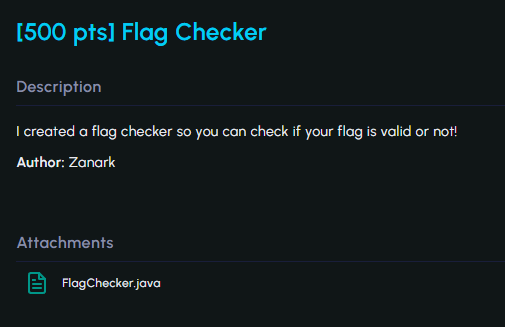 [500 pts] Flag Checker
Description
I created a flag checker so you can check if your flag is valid or not!
Author: Zanark
Attachments
FlagChecker.java